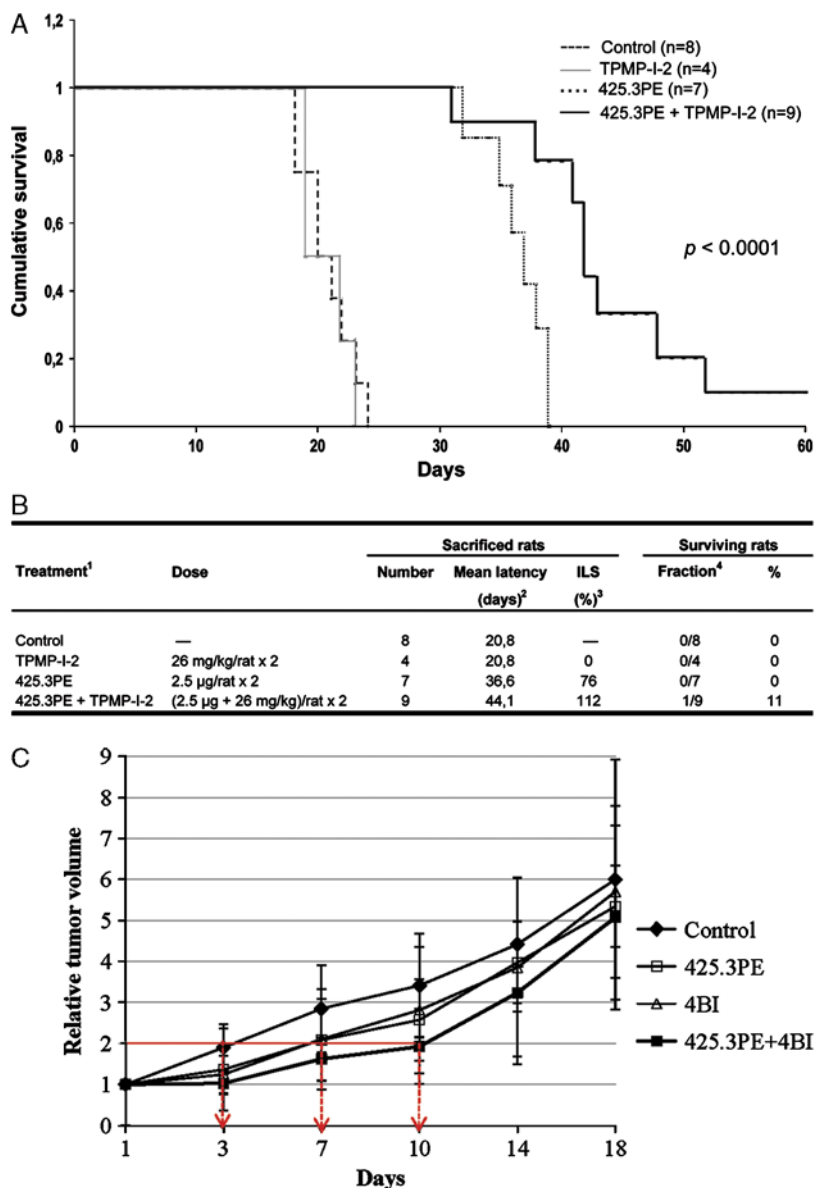 A
1,2
1
0,8
0,6
0,4
0,2
0
Cumulative survival
0 10 20 30 40 50 60
Days
Control (n=8)
TPMP-I-2 (n=4)
425.3PE (n=7)
425.3PE + TPMP-I-2 (n=9)
p < 0.0001
B
Sacrificed rats Surviving rats
Treatment¹ Dose Number Mean latency ILS Fraction⁴ %
(days)² (%)³
Control — 8 20,8 — 0/8 0
TPMP-I-2 26 mg/kg/rat x 2 4 20,8 0 0/4 0
425.3PE 2.5 µg/rat x 2 7 36,6 76 0/7 0
425.3PE + TPMP-I-2 (2.5 µg + 26 mg/kg)/rat x 2 9 44,1 112 1/9 11
C
9
8
7
6
5
4
3
2
1
0
Relative tumor volume
1 3 7 10 14 18
Days
Control
425.3PE
4BI
425.3PE+4BI